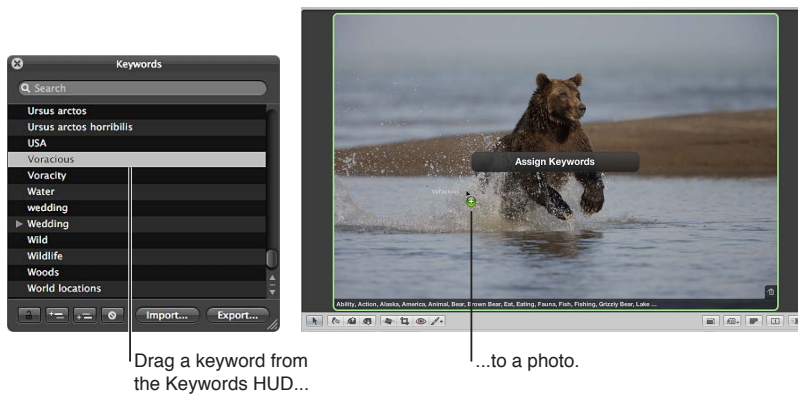 Keywords
Search
Ursus arctos
Ursus arctos horribilis
USA
Voracious
Voracity
Water
wedding
Wedding
Wild
Wildlife
Woods
World locations
Import...
Export...
Assign Keywords
Voracious
Ability, Action, Alaska, America, Animal, Bear, Brown Bear, Eat, Eating, Fauna, Fish, Fishing, Grizzly Bear, Lake ...
Drag a keyword from
the Keywords HUD...
...to a photo.